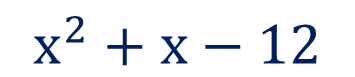 x² + x − 12